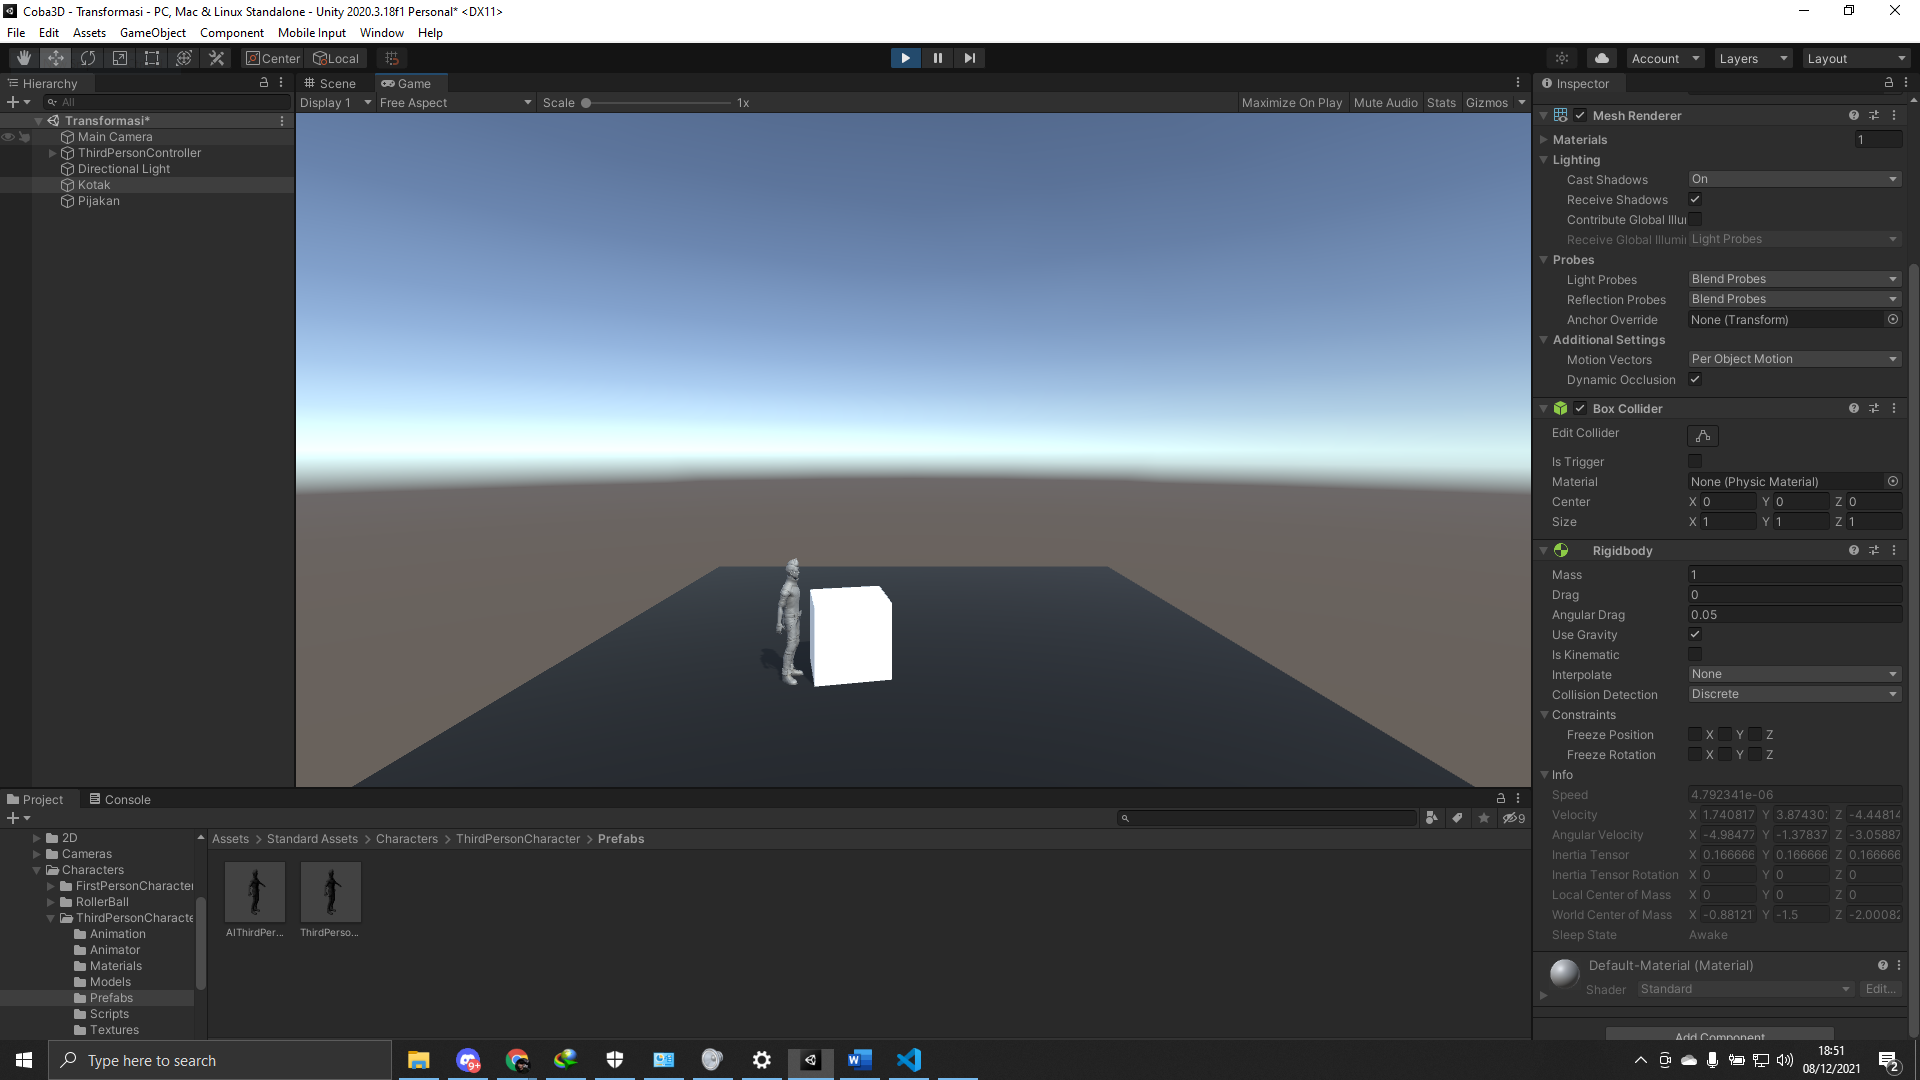 Coba3D - Transformasi - PC, Mac & Linux Standalone - Unity 2020.3.18f1 Personal* <DX11>
File Edit Assets GameObject Component Mobile Input Window Help
Center Local Account Layers Layout
Hierarchy Scene Game Inspector
All Display 1 Free Aspect Scale 1x Maximize On Play Mute Audio Stats Gizmos
Transformasi*
Main Camera
ThirdPersonController
Directional Light
Kotak
Pijakan
Mesh Renderer
Materials 1
Lighting
Cast Shadows On
Receive Shadows
Contribute Global Illu
Receive Global Illumi Light Probes
Probes
Light Probes Blend Probes
Reflection Probes Blend Probes
Anchor Override None (Transform)
Additional Settings
Motion Vectors Per Object Motion
Dynamic Occlusion
Box Collider
Edit Collider
Is Trigger
Material None (Physic Material)
Center X 0 Y 0 Z 0
Size X 1 Y 1 Z 1
Rigidbody
Mass 1
Drag 0
Angular Drag 0.05
Use Gravity
Is Kinematic
Interpolate None
Collision Detection Discrete
Constraints
Freeze Position X Y Z
Freeze Rotation X Y Z
Info
Speed 4.792341e-06
Velocity X 1.740817 Y 3.87430 Z -4.44814
Angular Velocity X -4.98477 Y -1.37837 Z -3.05887
Inertia Tensor X 0.166666 Y 0.166666 Z 0.166666
Inertia Tensor Rotation X 0 Y 0 Z 0
Local Center of Mass X 0 Y 0 Z 0
World Center of Mass X -0.88121 Y -1.5 Z -2.00082
Sleep State Awake
Default-Material (Material)
Shader Standard Edit...
Add Component
Project Console
9
2D
Cameras
Characters
FirstPersonCharacter
RollerBall
ThirdPersonCharacte
Animation
Animator
Materials
Models
Prefabs
Scripts
Textures
Assets > Standard Assets > Characters > ThirdPersonCharacter > Prefabs
AIThirdPer... ThirdPerso...
Type here to search
9+
18:51
08/12/2021
2